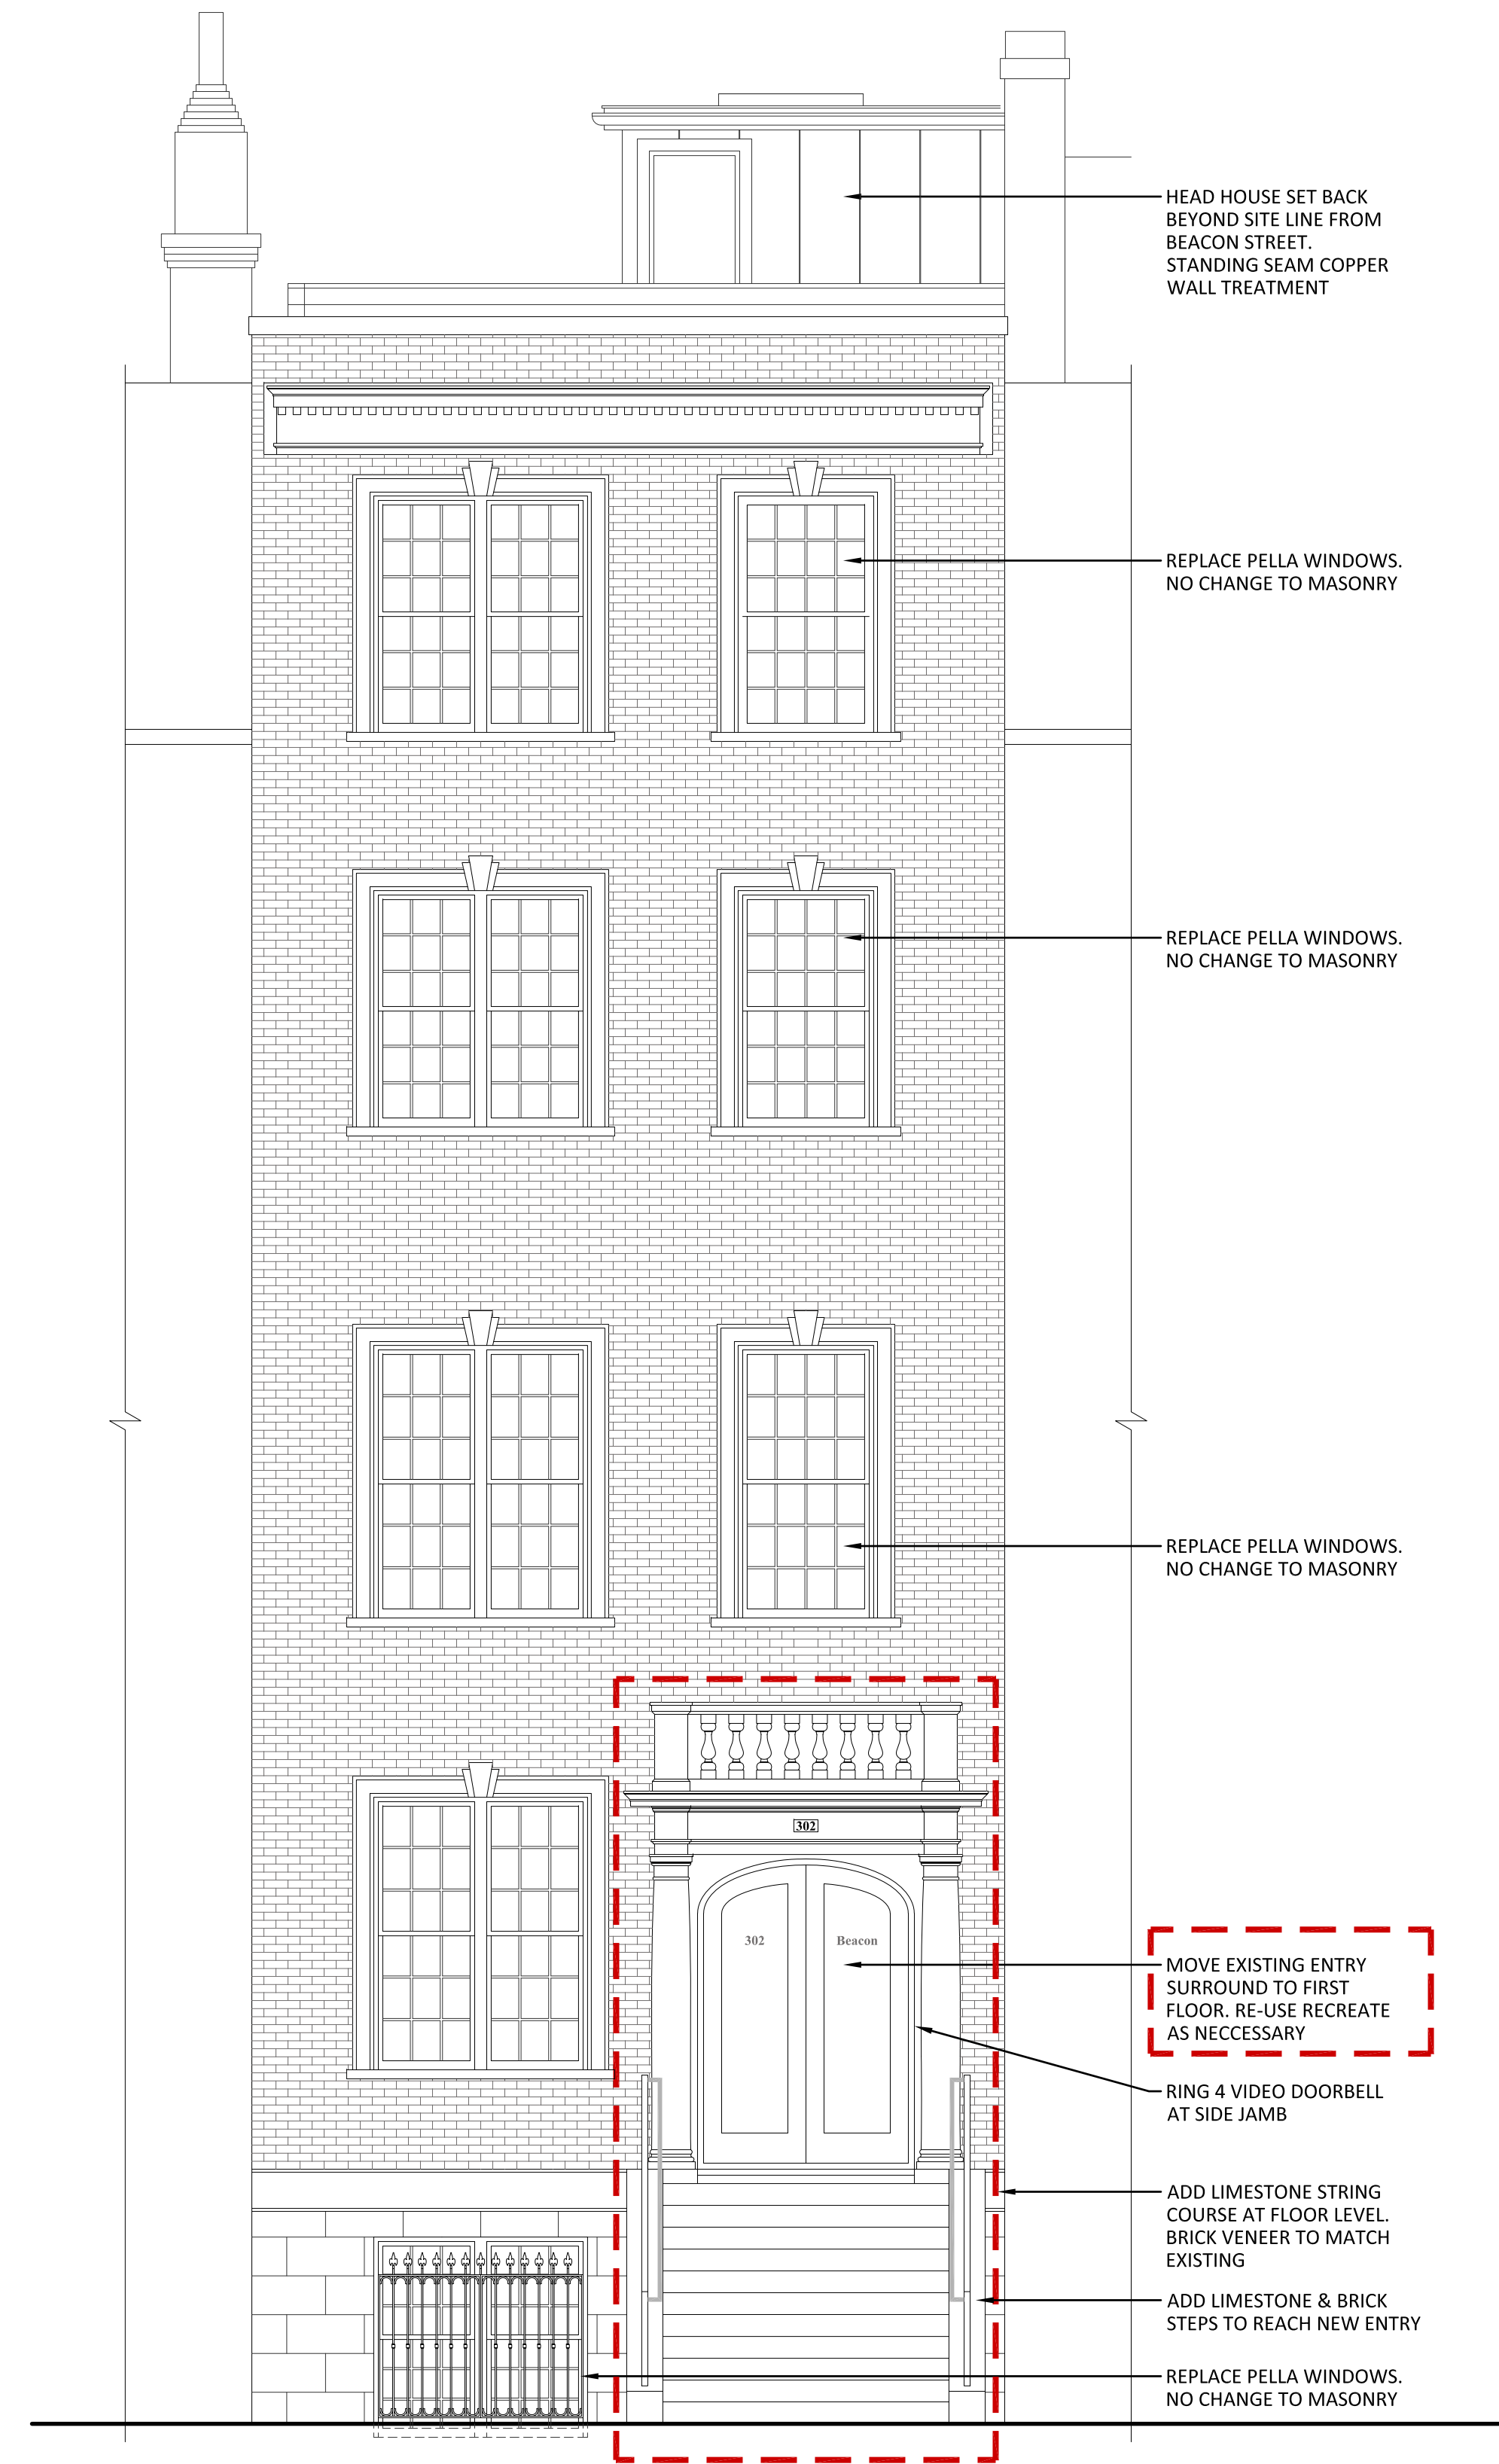 HEAD HOUSE SET BACK
BEYOND SITE LINE FROM
BEACON STREET.
STANDING SEAM COPPER
WALL TREATMENT
REPLACE PELLA WINDOWS.
NO CHANGE TO MASONRY
REPLACE PELLA WINDOWS.
NO CHANGE TO MASONRY
REPLACE PELLA WINDOWS.
NO CHANGE TO MASONRY
302
302
Beacon
MOVE EXISTING ENTRY
SURROUND TO FIRST
FLOOR. RE-USE RECREATE
AS NECCESSARY
RING 4 VIDEO DOORBELL
AT SIDE JAMB
ADD LIMESTONE STRING
COURSE AT FLOOR LEVEL.
BRICK VENEER TO MATCH
EXISTING
ADD LIMESTONE & BRICK
STEPS TO REACH NEW ENTRY
REPLACE PELLA WINDOWS.
NO CHANGE TO MASONRY